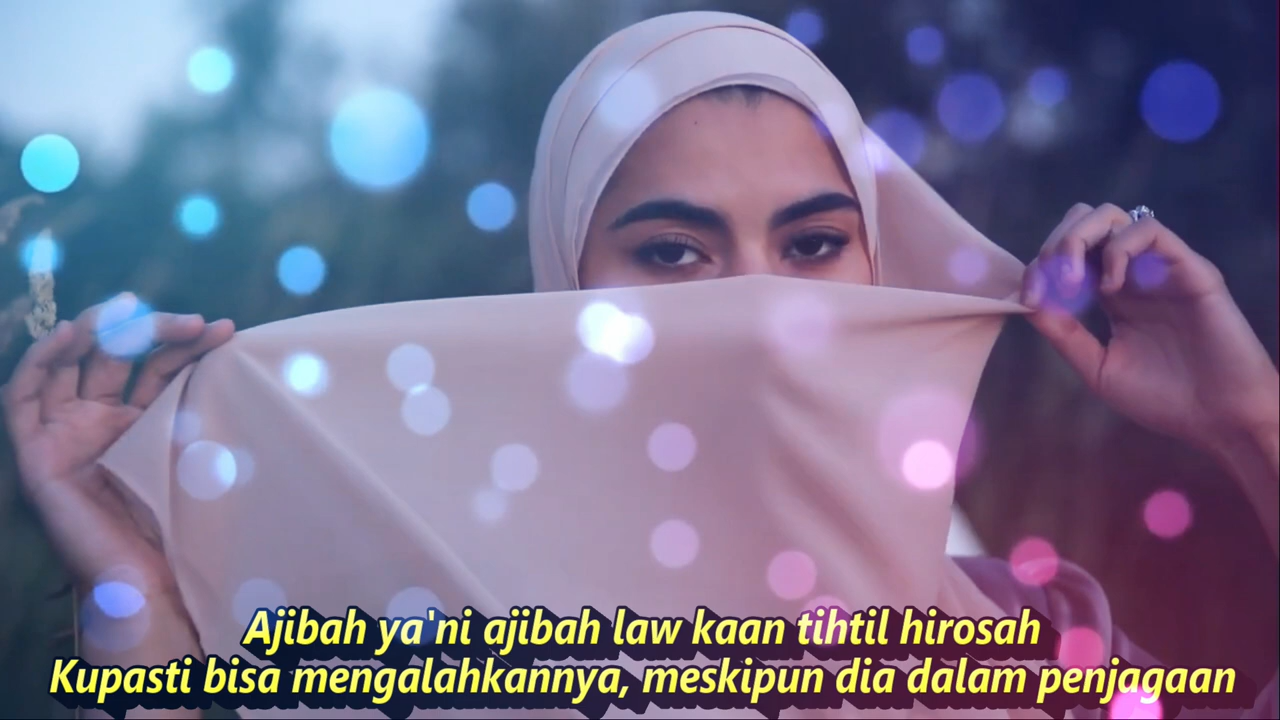 Ajibah ya'ni ajibah law kaan tihtil hirosah
Kupasti bisa mengalahkannya, meskipun dia dalam penjagaan